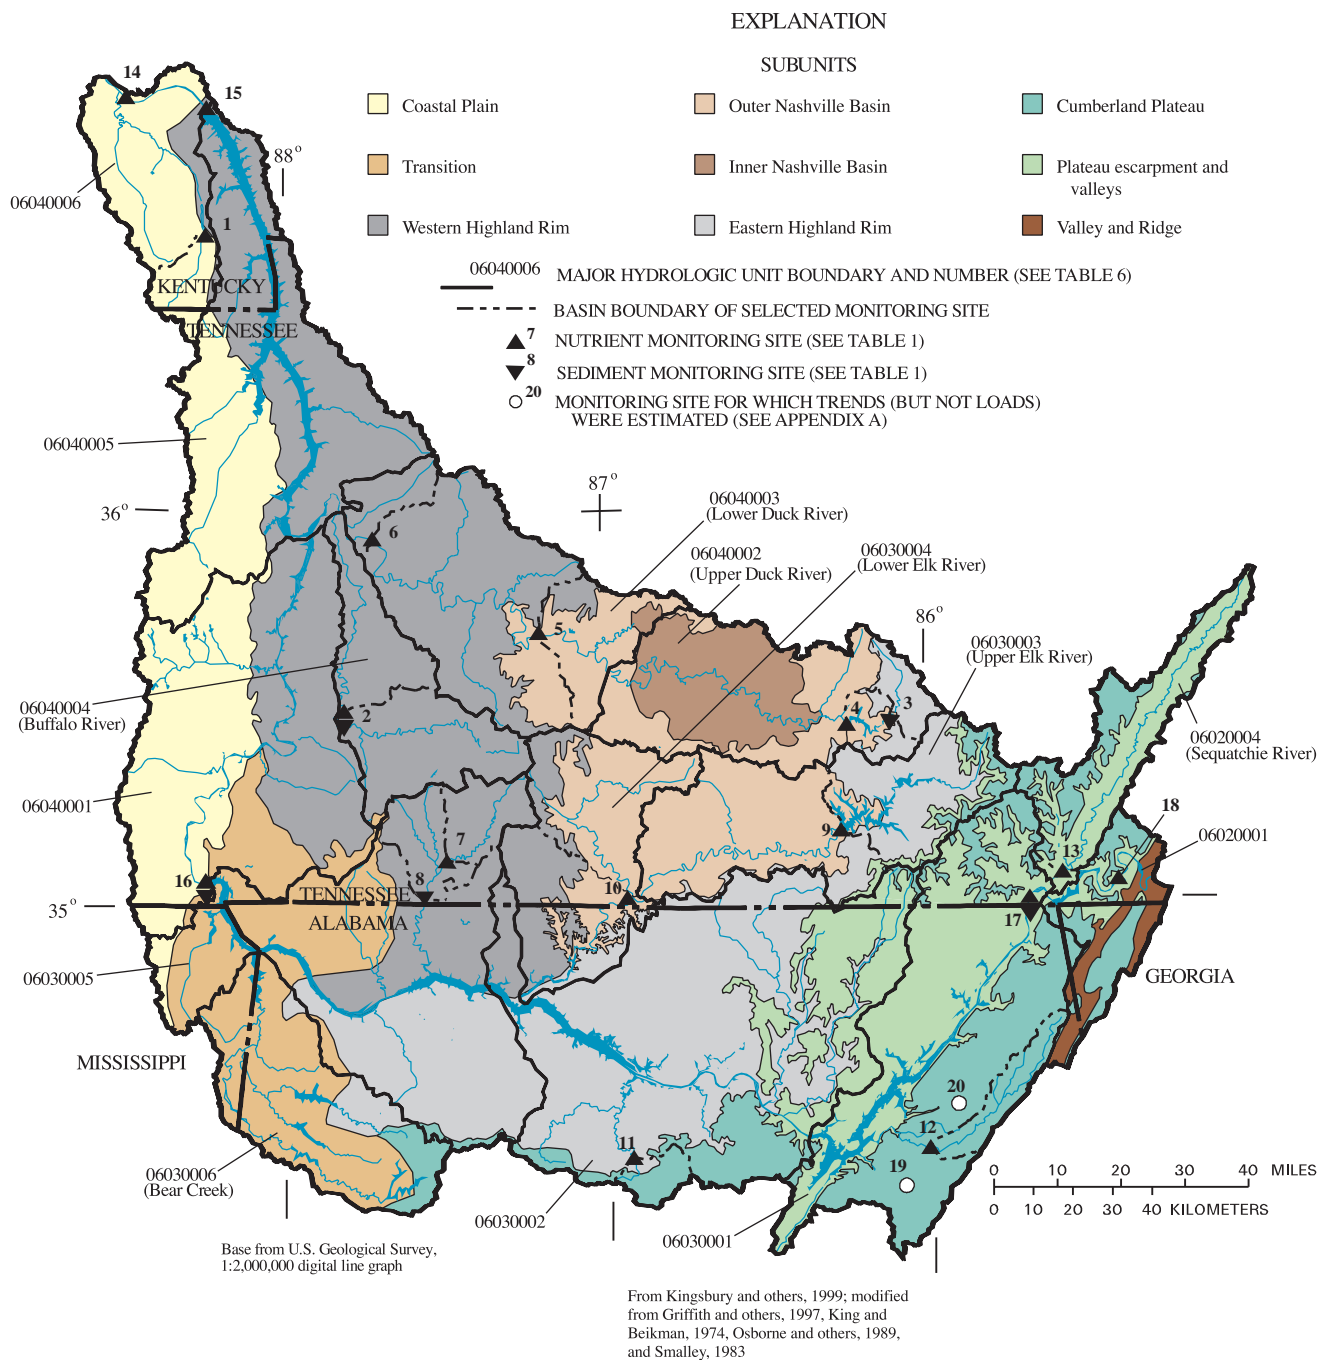 EXPLANATION
SUBUNITS
Coastal Plain
Outer Nashville Basin
Cumberland Plateau
Transition
Inner Nashville Basin
Plateau escarpment and
valleys
Western Highland Rim
Eastern Highland Rim
Valley and Ridge
06040006 MAJOR HYDROLOGIC UNIT BOUNDARY AND NUMBER (SEE TABLE 6)
BASIN BOUNDARY OF SELECTED MONITORING SITE
7 NUTRIENT MONITORING SITE (SEE TABLE 1)
8 SEDIMENT MONITORING SITE (SEE TABLE 1)
20 MONITORING SITE FOR WHICH TRENDS (BUT NOT LOADS)
WERE ESTIMATED (SEE APPENDIX A)
14
15
88°
06040006
1
KENTUCKY
TENNESSEE
06040005
36°
87°
6
06040003
(Lower Duck River)
06040002
(Upper Duck River)
06030004
(Lower Elk River)
86°
06030003
(Upper Elk River)
5
06040004
(Buffalo River)
2
4
3
06020004
(Sequatchie River)
06040001
18
06020001
7
9
13
16
8
10
TENNESSEE
ALABAMA
35°
17
06030005
GEORGIA
MISSISSIPPI
20
12
11
19
06030006
(Bear Creek)
06030002
06030001
0 10 20 30 40 MILES
0 10 20 30 40 KILOMETERS
Base from U.S. Geological Survey,
1:2,000,000 digital line graph
From Kingsbury and others, 1999; modified
from Griffith and others, 1997, King and
Beikman, 1974, Osborne and others, 1989,
and Smalley, 1983